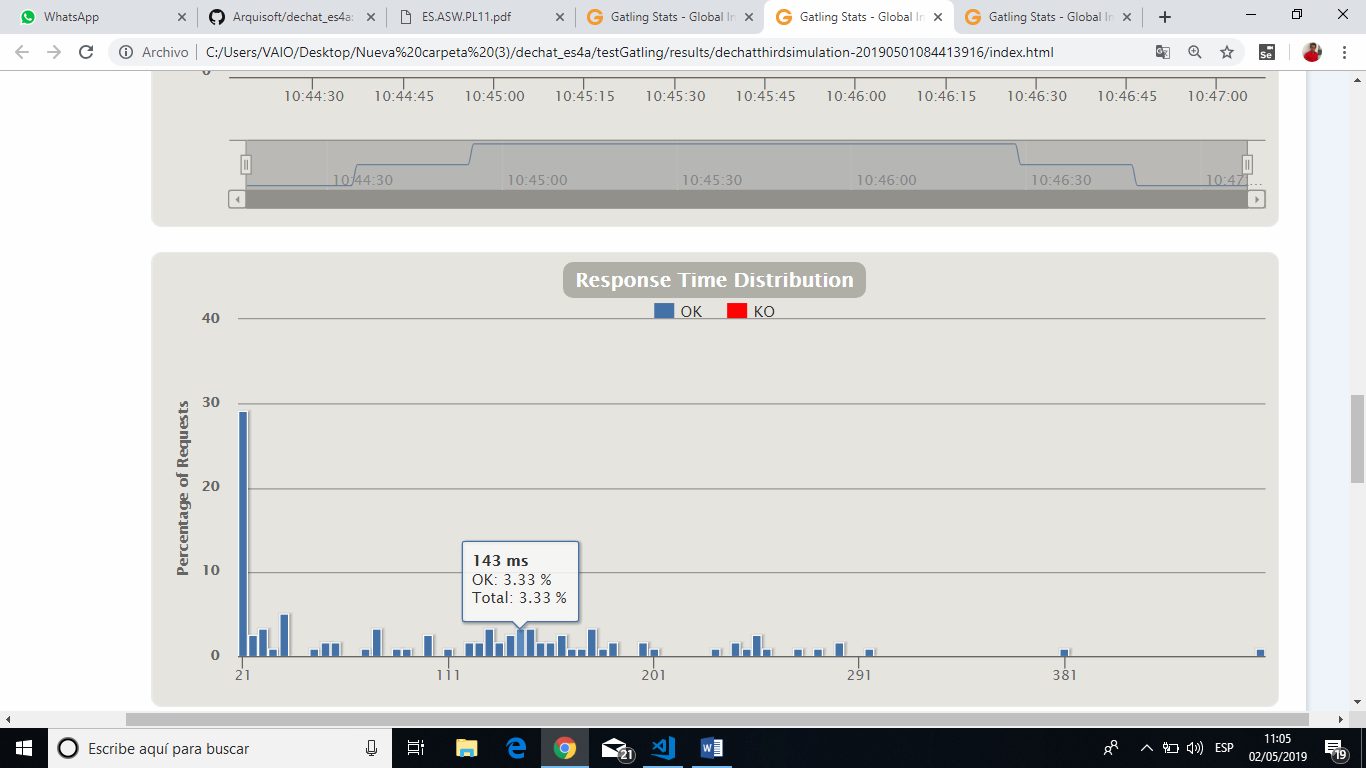 WhatsApp
Arquisoft/dechat_es4a:
ES.ASW.PL11.pdf
Gatling Stats - Global In
Gatling Stats - Global In
Gatling Stats - Global In
Archivo
C:/Users/VAIO/Desktop/Nueva%20carpeta%20(3)/dechat_es4a/testGatling/results/dechatthirdsimulation-20190501084413916/index.html
Se
0
10:44:30 10:44:45 10:45:00 10:45:15 10:45:30 10:45:45 10:46:00 10:46:15 10:46:30 10:46:45 10:47:00
10:44:30 10:45:00 10:45:30 10:46:00 10:46:30 10:47...
Response Time Distribution
OK KO
40
30
20
10
0
Percentage of Requests
143 ms
OK: 3.33 %
Total: 3.33 %
21 111 201 291 381
Escribe aquí para buscar
21
ESP
11:05
02/05/2019
19